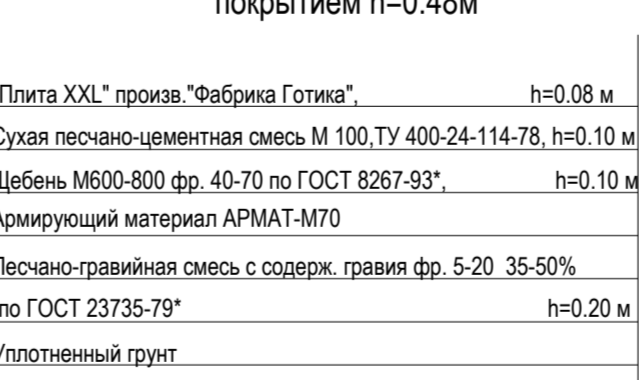 покрытием h=0.48м
"Плита XXL" произв."Фабрика Готика", h=0.08 м
Сухая песчано-цементная смесь М 100,ТУ 400-24-114-78, h=0.10 м
Щебень М600-800 фр. 40-70 по ГОСТ 8267-93*, h=0.10 м
Армирующий материал АРМАТ-М70
Песчано-гравийная смесь с содерж. гравия фр. 5-20 35-50%
по ГОСТ 23735-79* h=0.20 м
Уплотненный грунт